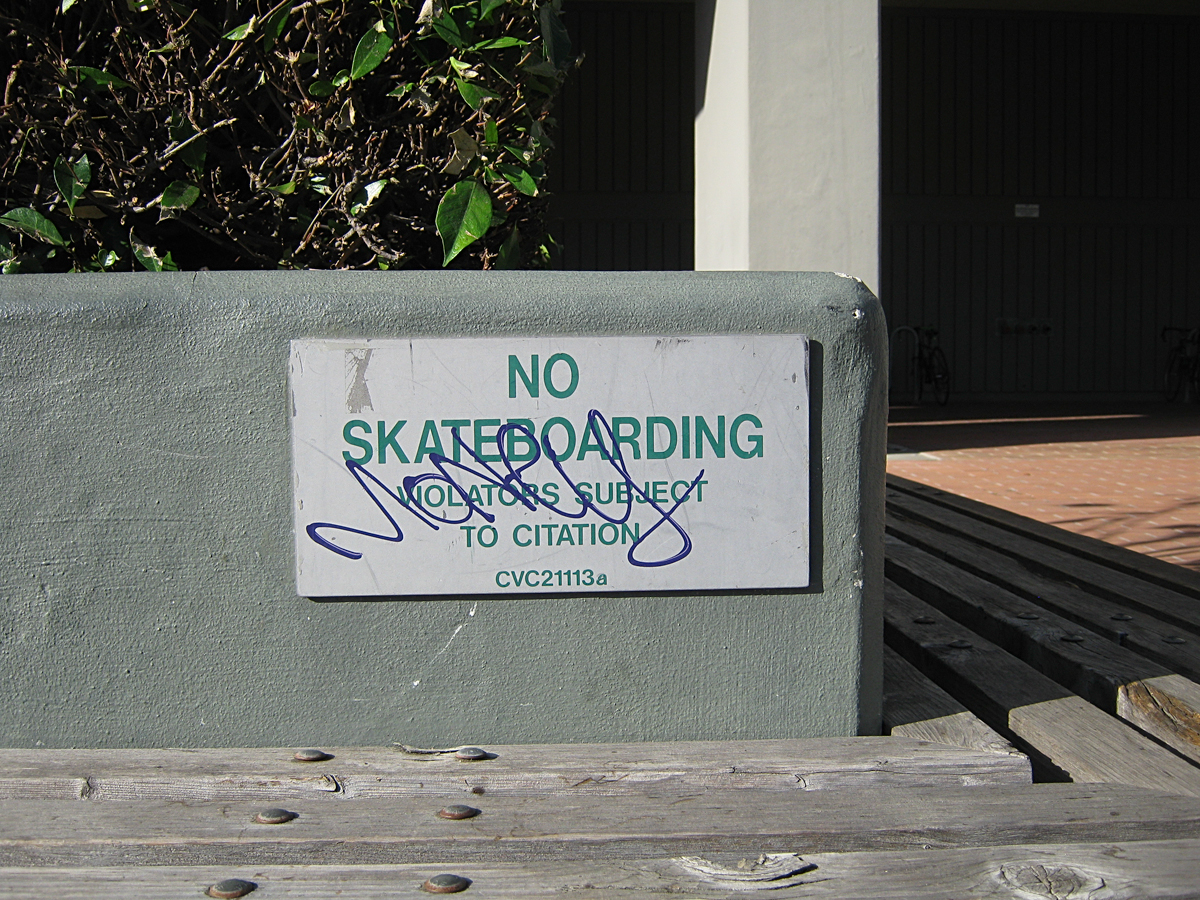 NO
SKATEBOARDING
VIOLATORS SUBJECT
TO CITATION
CVC21113a